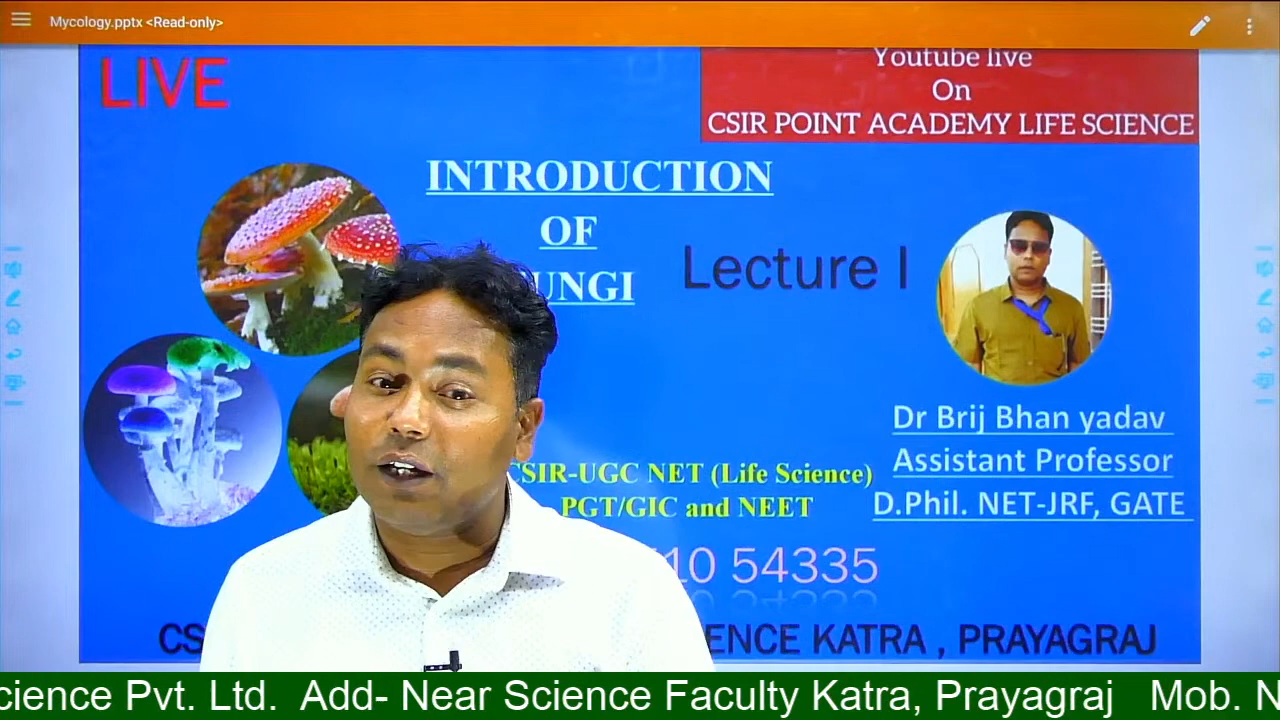 Mycology.pptx <Read-only>
LIVE
Youtube live
On
CSIR POINT ACADEMY LIFE SCIENCE
INTRODUCTION
OF
UNGI
Lecture I
Dr Brij Bhan yadav
Assistant Professor
D.Phil. NET-JRF, GATE
CSIR-UGC NET (Life Science)
PGT/GIC and NEET
10 54335
CS ENCE KATRA , PRAYAGRAJ
cience Pvt. Ltd. Add- Near Science Faculty Katra, Prayagraj Mob. N